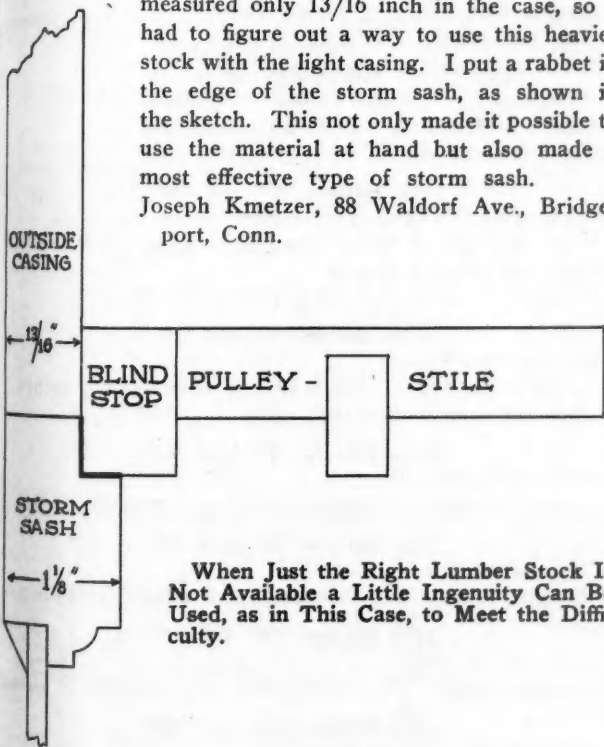 measured only 13/16 inch in the case, so
had to figure out a way to use this heavie
stock with the light casing. I put a rabbet i
the edge of the storm sash, as shown i
the sketch. This not only made it possible t
use the material at hand but also made
most effective type of storm sash.
Joseph Kmetzer, 88 Waldorf Ave., Bridge
port, Conn.
OUTSIDE
CASING
13/16"
BLIND
STOP
PULLEY - STILE
STORM
SASH
1 1/8"
When Just the Right Lumber Stock I
Not Available a Little Ingenuity Can B
Used, as in This Case, to Meet the Diffi
culty.